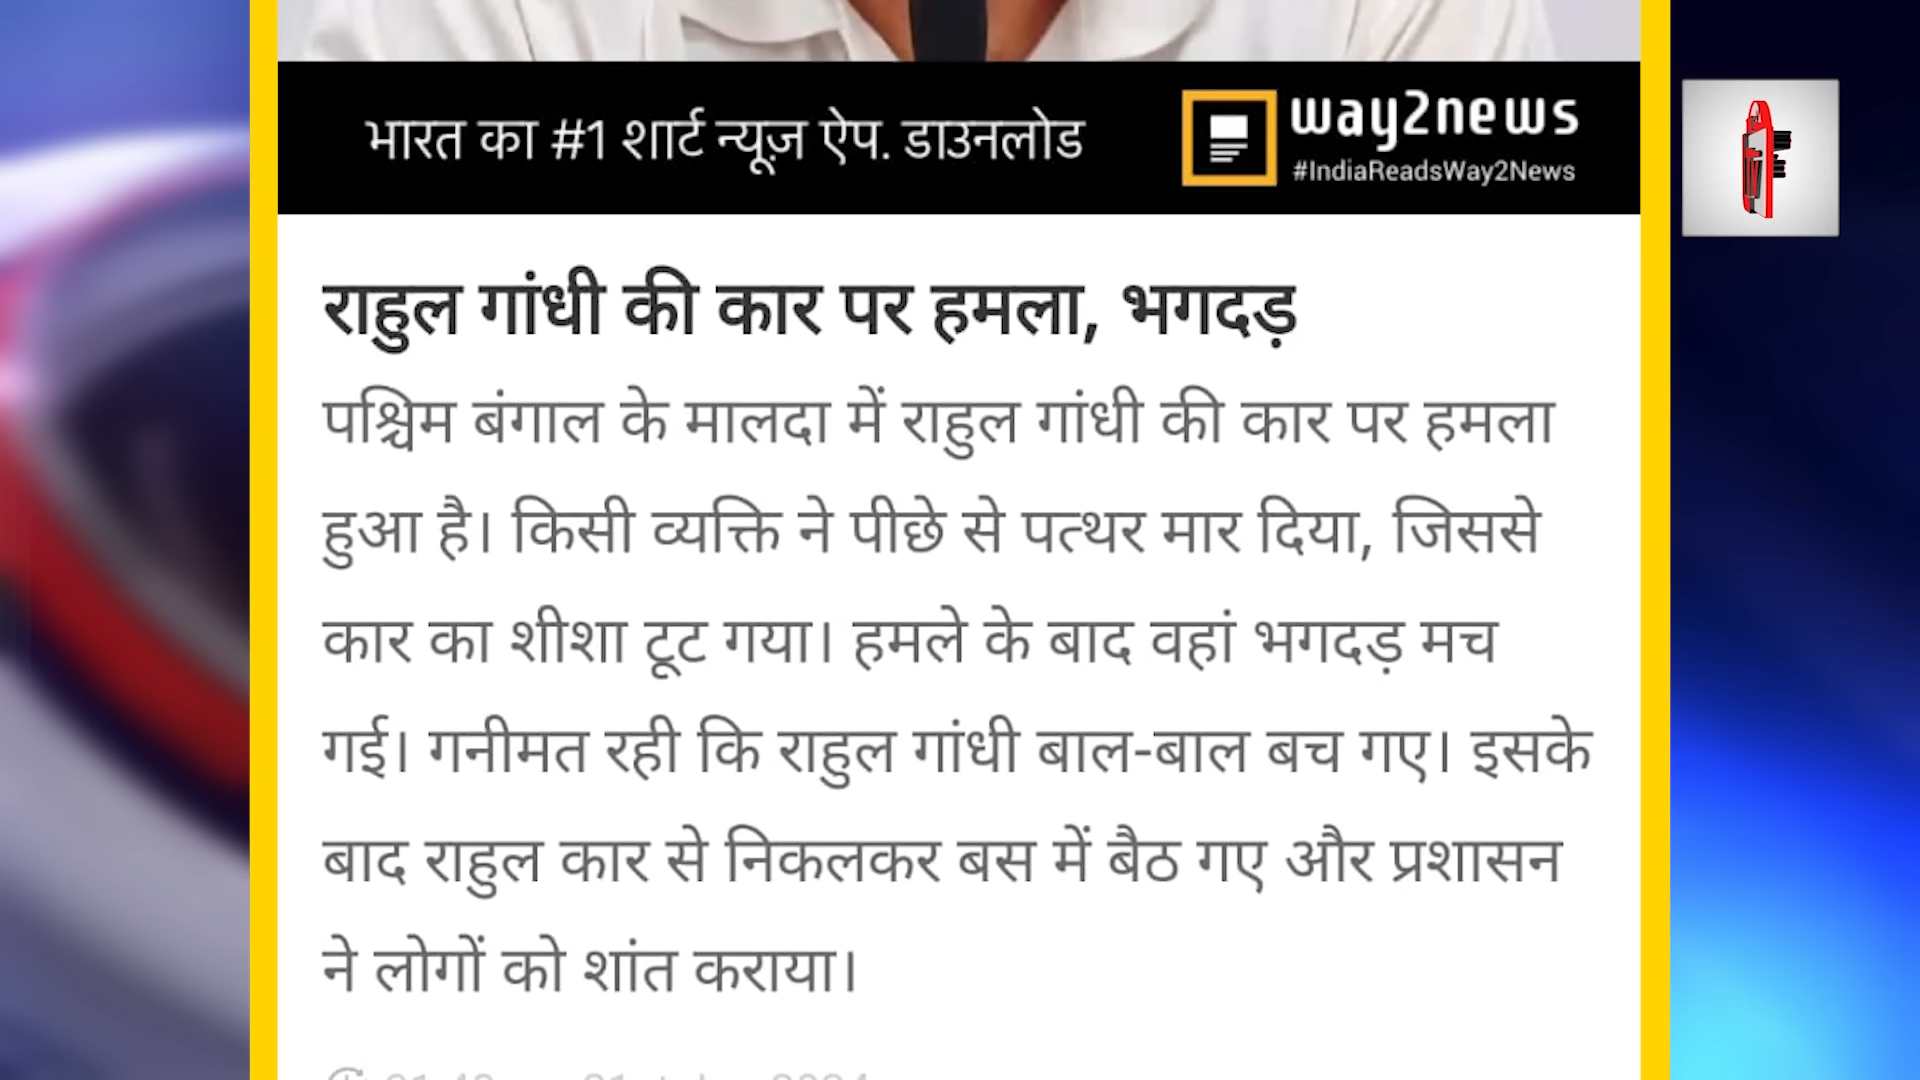 भारत का #1 शार्ट न्यूज़ ऐप. डाउनलोड
way2news
#IndiaReadsWay2News
राहुल गांधी की कार पर हमला, भगदड़
पश्चिम बंगाल के मालदा में राहुल गांधी की कार पर हमला
हुआ है। किसी व्यक्ति ने पीछे से पत्थर मार दिया, जिससे
कार का शीशा टूट गया। हमले के बाद वहां भगदड़ मच
गई। गनीमत रही कि राहुल गांधी बाल-बाल बच गए। इसके
बाद राहुल कार से निकलकर बस में बैठ गए और प्रशासन
ने लोगों को शांत कराया।